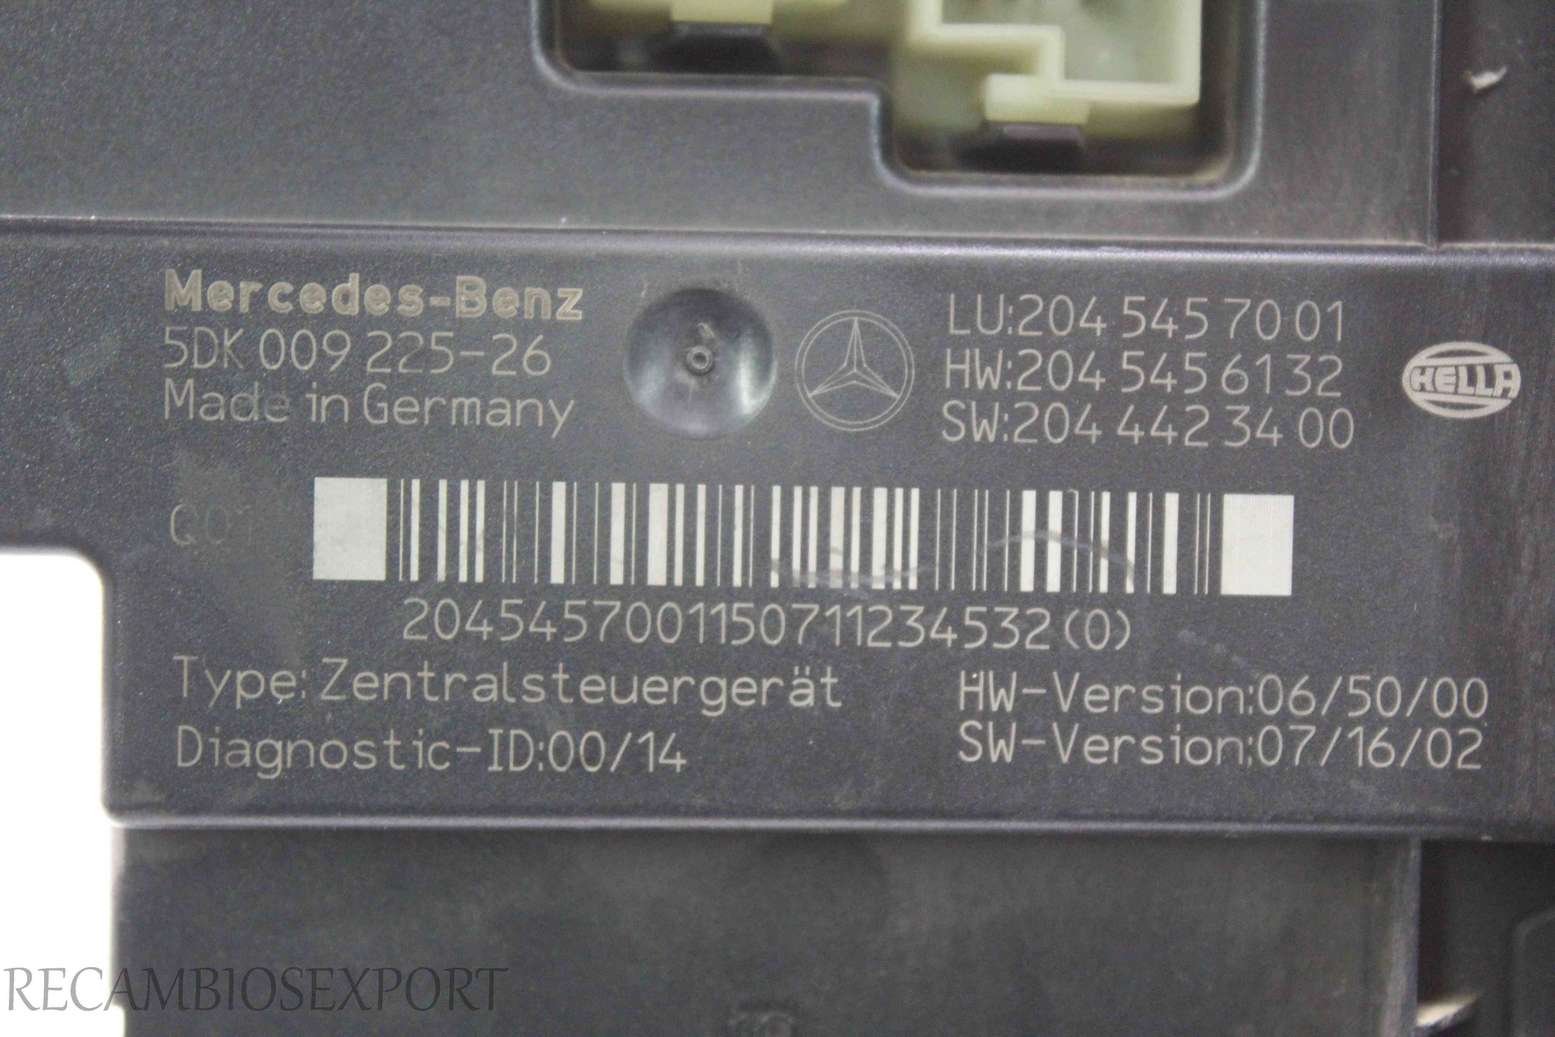 Mercedes-Benz
5DK 009 225-26
Made in Germany
LU:204 545 70 01
HW:204 545 61 32
SW:204 442 34 00
HELLA
2045457001150711234532(0)
Type: Zentralsteuergerät
Diagnostic-ID:00/14
HW-Version:06/50/00
SW-Version:07/16/02
RECAMBIOSEXPORT